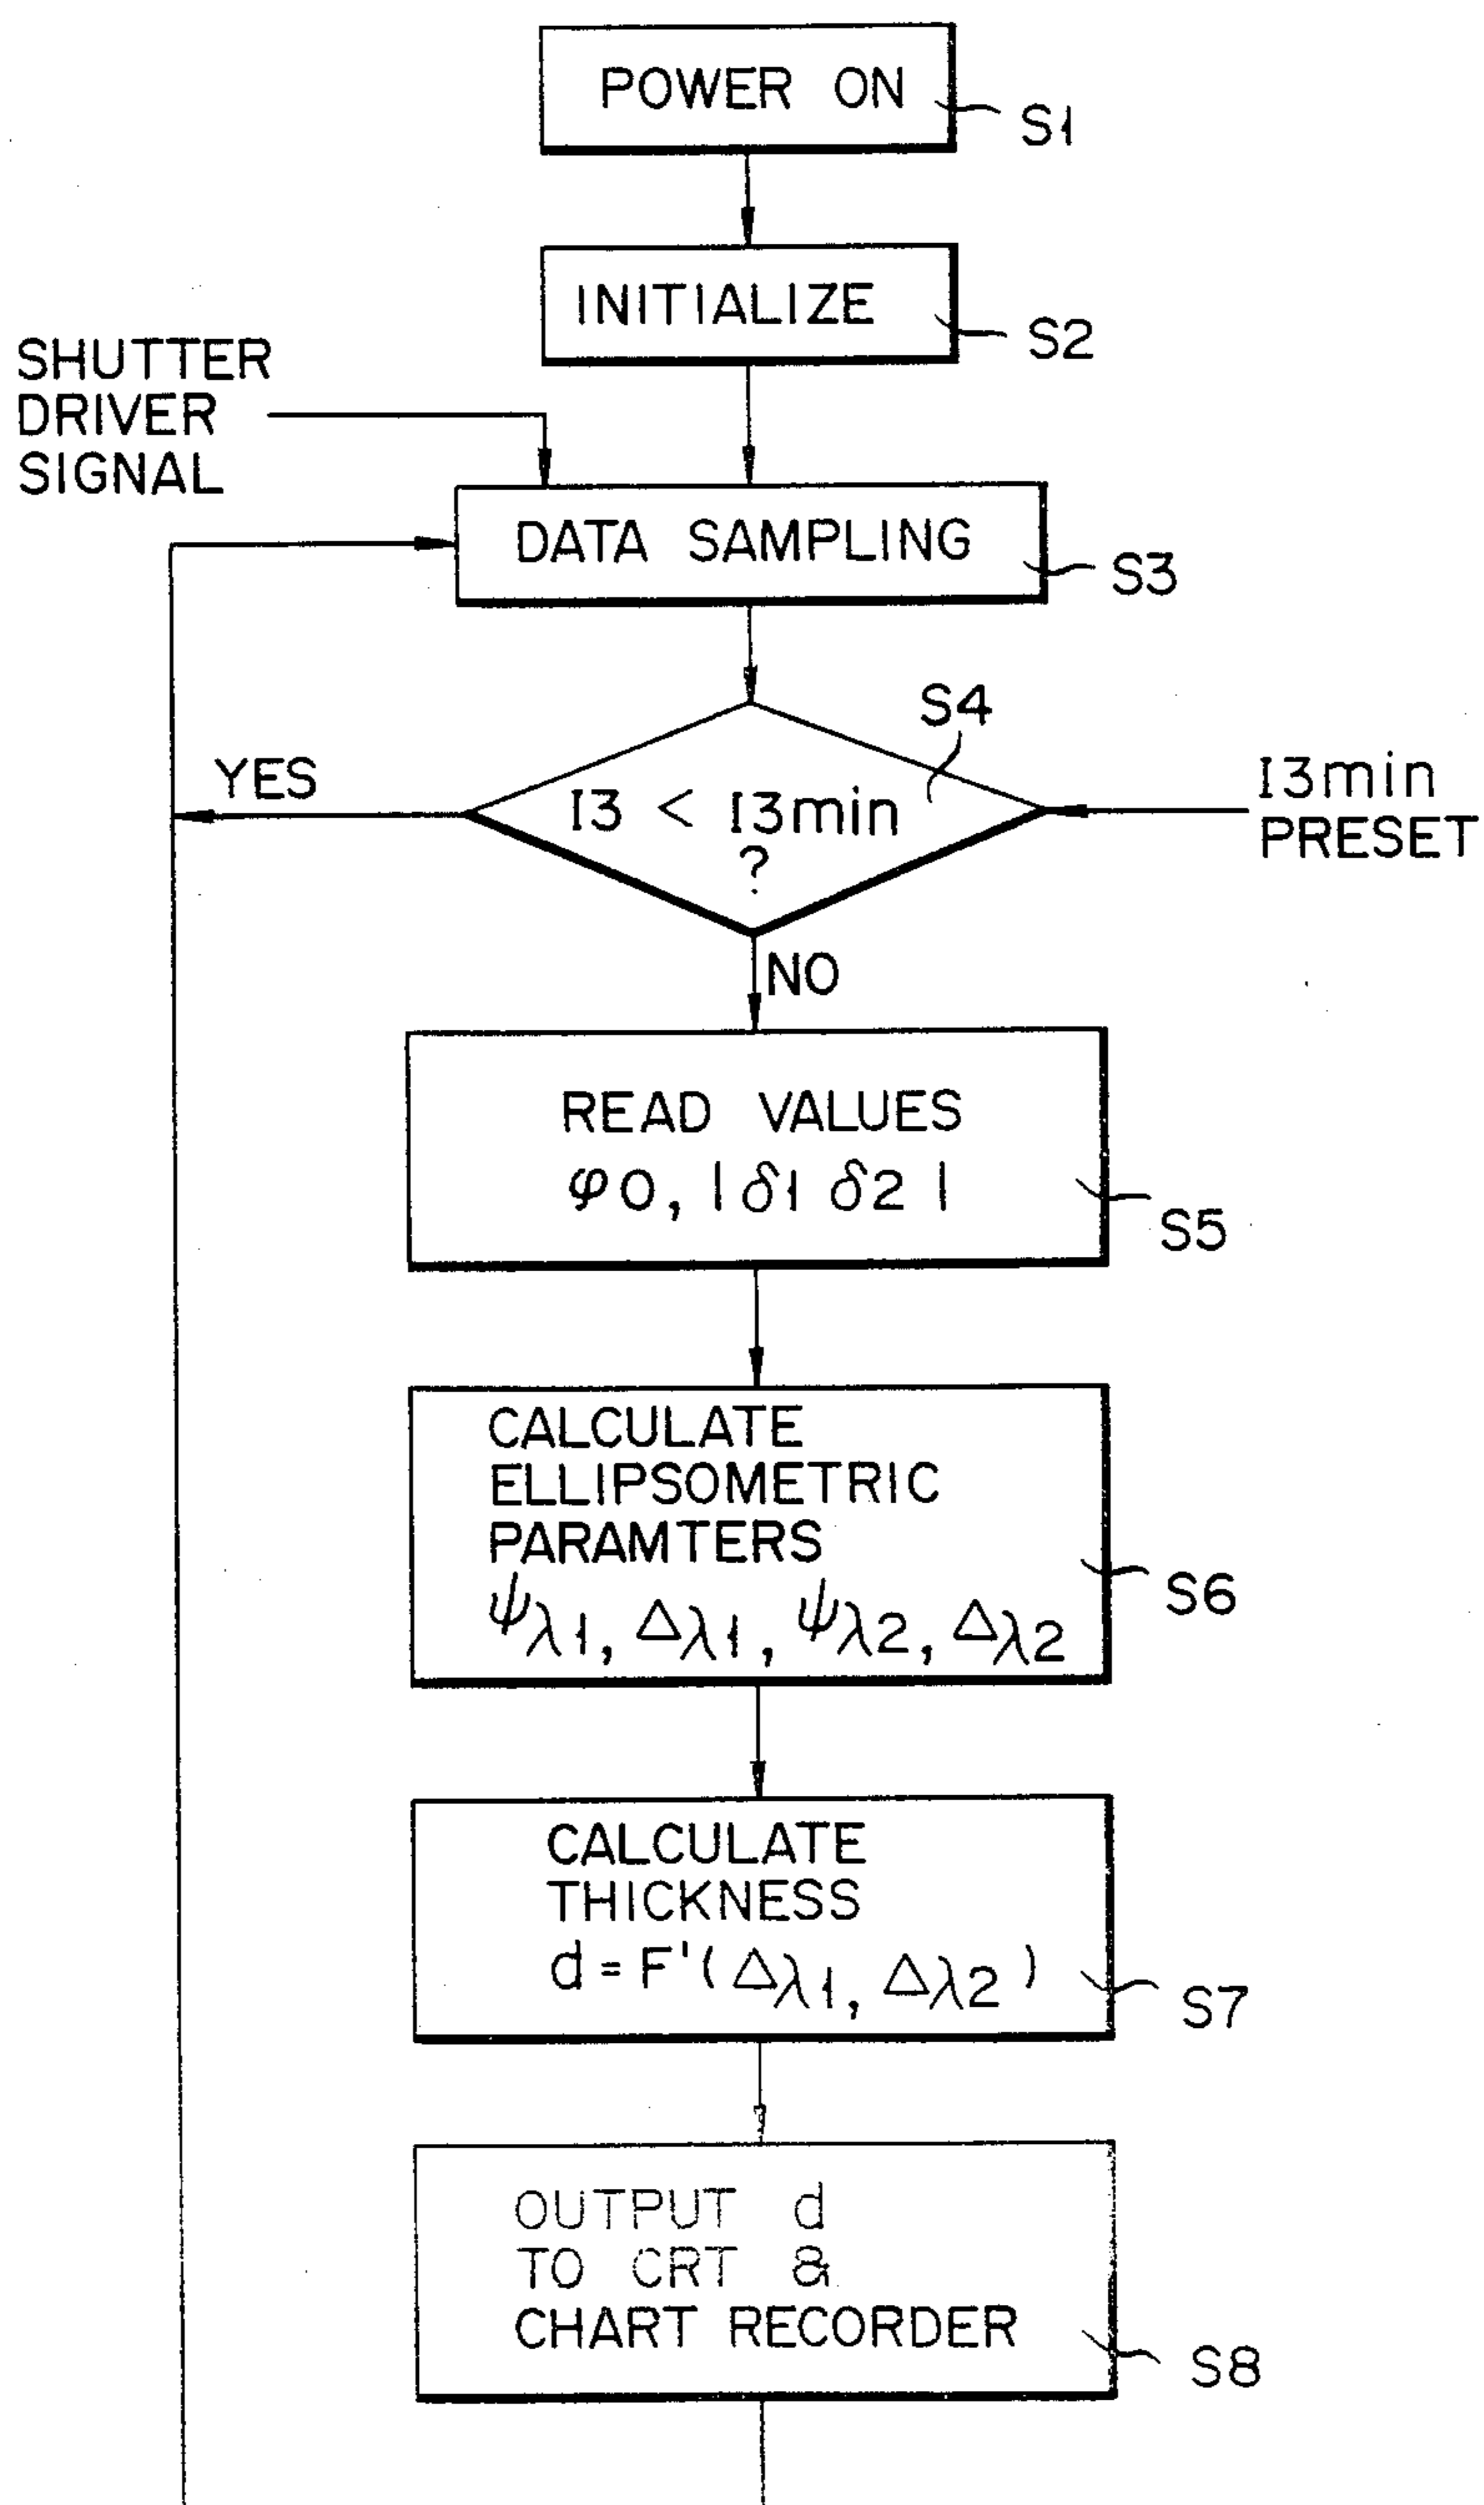 POWER ON
S1
INITIALIZE
S2
SHUTTER
DRIVER
SIGNAL
DATA SAMPLING
S3
S4
YES
I3 < I3min
?
I3min
PRESET
NO
READ VALUES
φ0, |δ1 δ2|
S5
CALCULATE
ELLIPSOMETRIC
PARAMTERS
ψλ1, Δλ1, ψλ2, Δλ2
S6
CALCULATE
THICKNESS
d = F'(Δλ1, Δλ2)
S7
OUTPUT d
TO CRT &
CHART RECORDER
S8